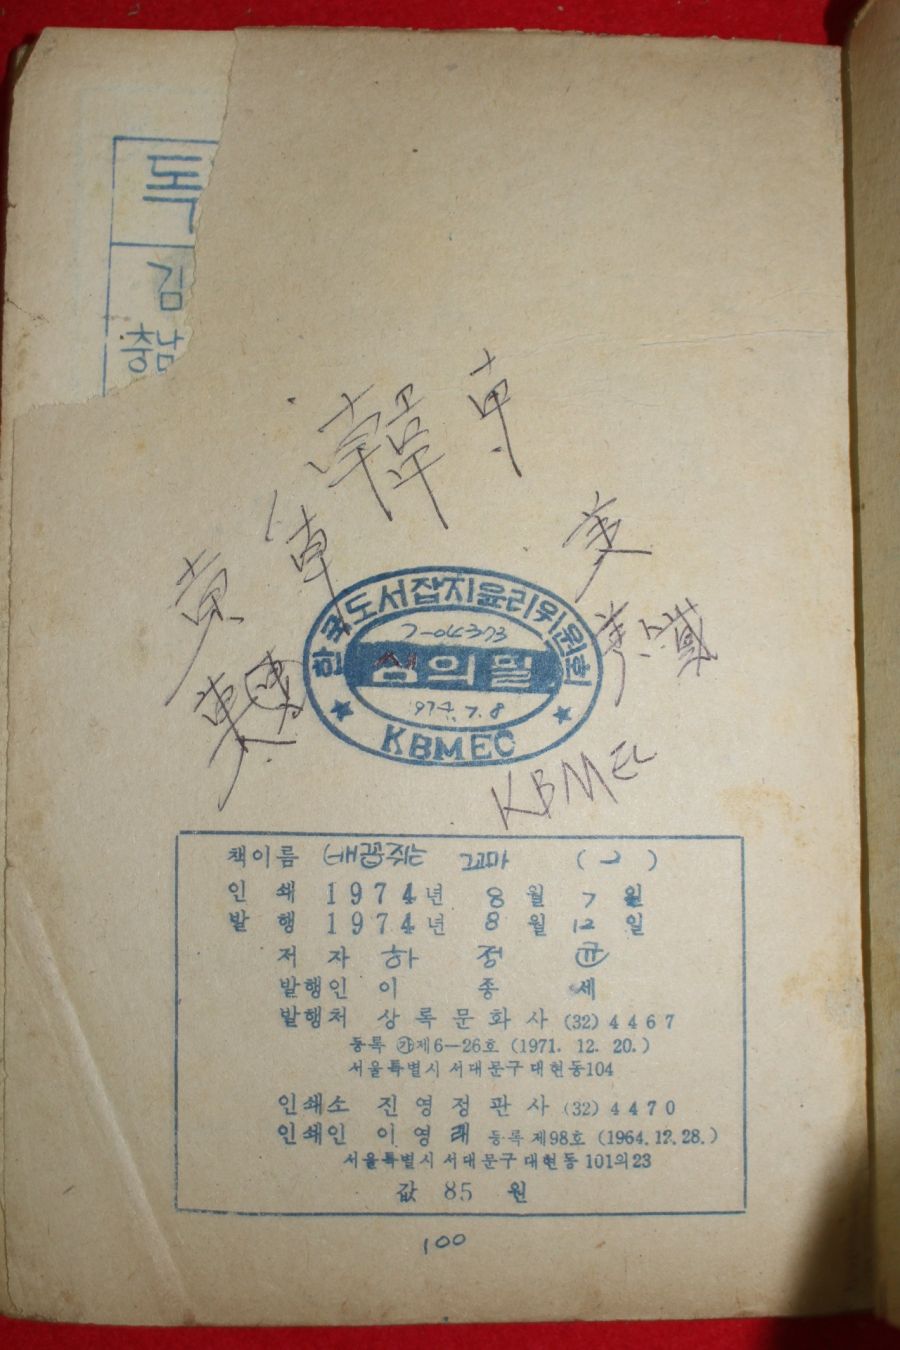 독
김
충남
韓
車
美
黄
한국도서잡지윤리위원회
7-04373
심의필
1974.7.8
KBMEC
KBMEC
책이름 배꼽쥐는 꼬마 (2)
인쇄 1974년 8월 7일
발행 1974년 8월 12일
저자 하정규
발행인 이종세
발행처 상록문화사 (32) 4467
등록 ㉮제6-26호 (1971. 12. 20.)
서울특별시 서대문구 대현동104
인쇄소 진영정판사 (32) 4470
인쇄인 이영래 등록 제98호 (1964. 12. 28.)
서울특별시 서대문구 대현동 101의23
값 85 원
100